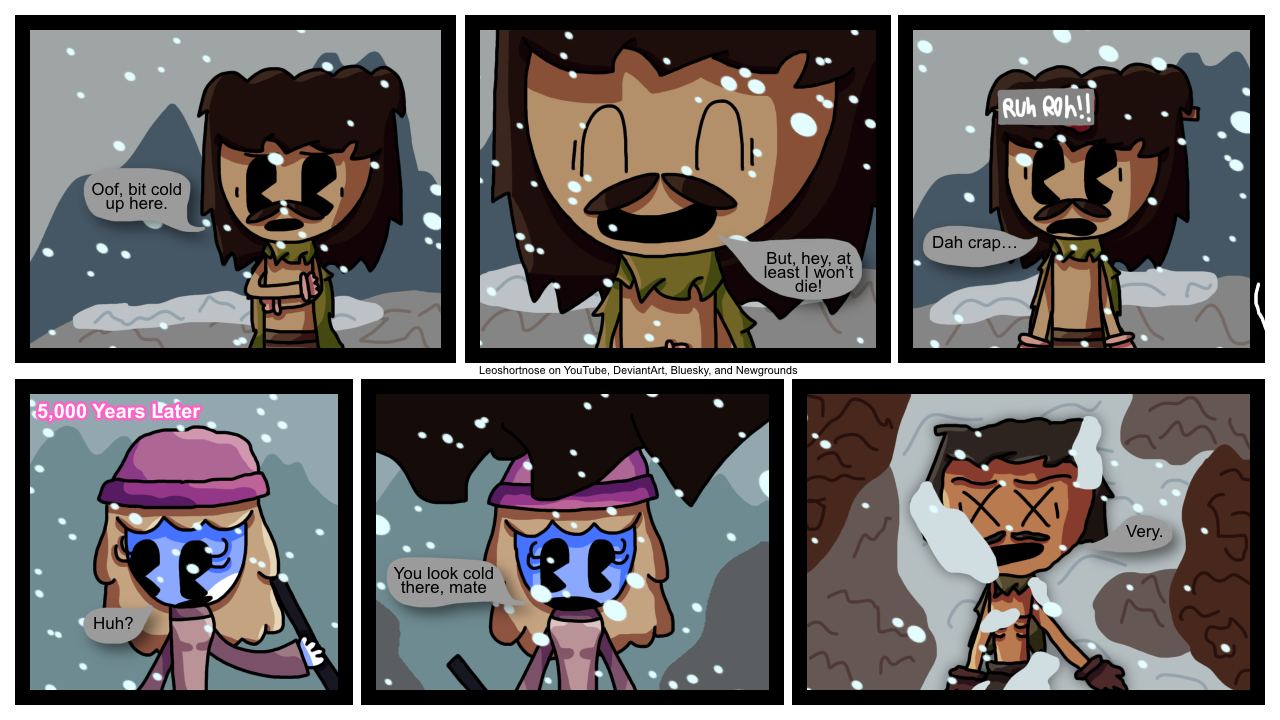 Oof, bit cold
up here.
But, hey, at
least I won't
die!
RUH ROH!!
Dah crap...
Leoshortnose on YouTube, DeviantArt, Bluesky, and Newgrounds
5,000 Years Later
Huh?
You look cold
there, mate
Very.